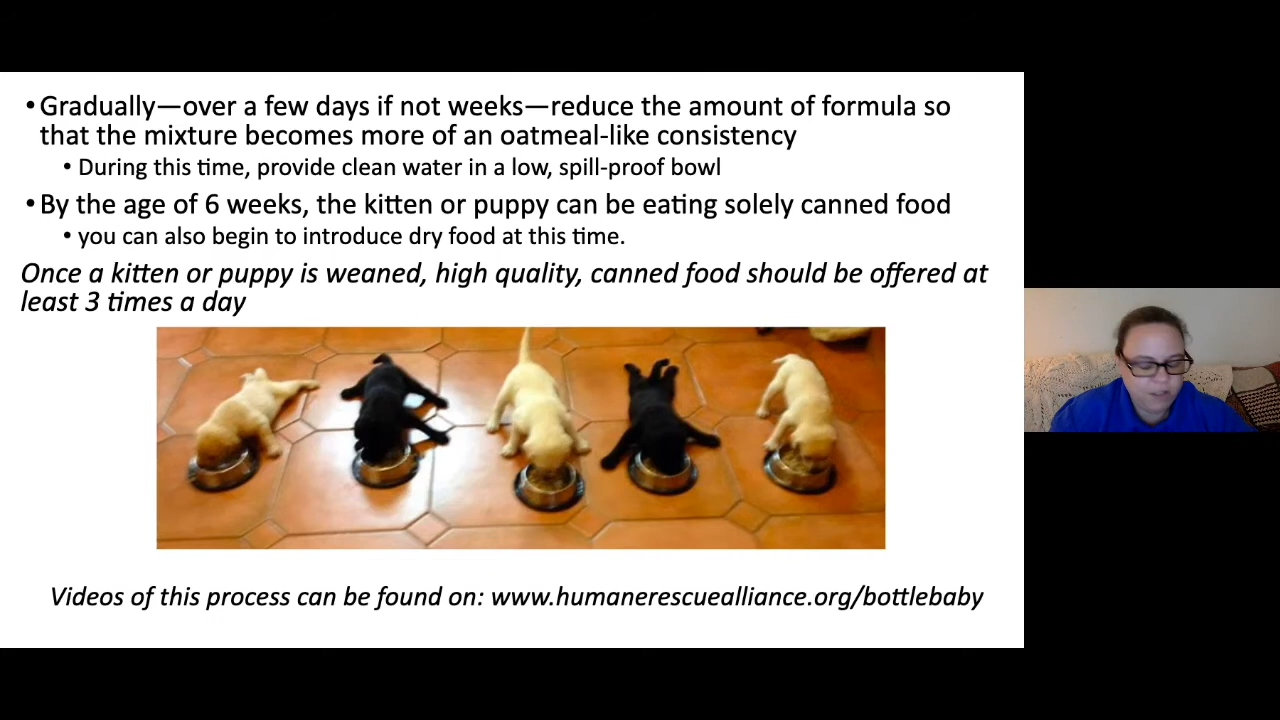 •Gradually—over a few days if not weeks—reduce the amount of formula so
that the mixture becomes more of an oatmeal-like consistency
• During this time, provide clean water in a low, spill-proof bowl
•By the age of 6 weeks, the kitten or puppy can be eating solely canned food
• you can also begin to introduce dry food at this time.
Once a kitten or puppy is weaned, high quality, canned food should be offered at
least 3 times a day
Videos of this process can be found on: www.humanerescuealliance.org/bottlebaby